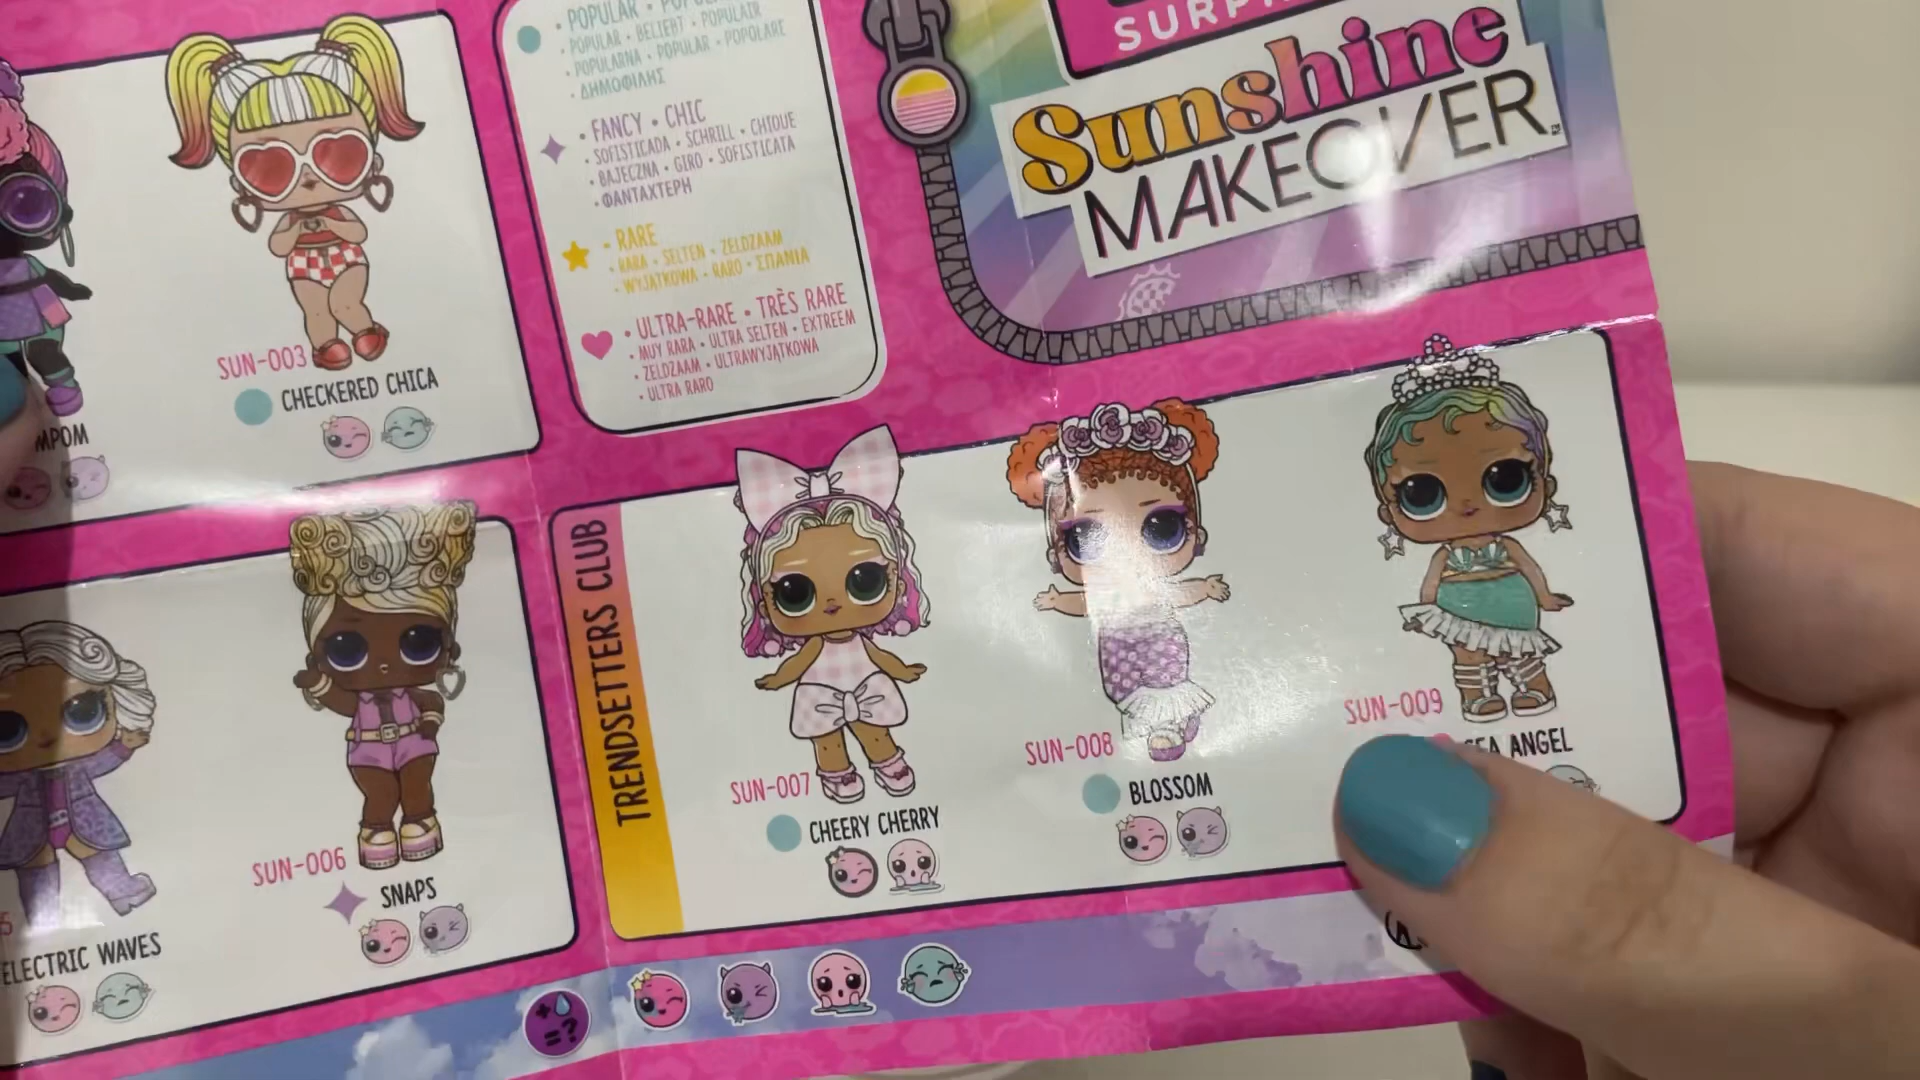 SURPR
Sunshine
MAKEOVER
• POPULAR •
• POPULAR • BELIEBT • POPULAIR
• POPULARNA • POPULAR • POPOLARE
• ΔΗΜΟΦΙΛΗΣ
• FANCY • CHIC
• SOFISTICADA • SCHRILL • CHIQUE
• BAJECZNA • GIRO • SOFISTICATA
• ΦΑΝΤΑΧΤΕΡΗ
• RARE
• RARA • SELTEN • ZELDZAAM
• WYJĄTKOWA • RARO • ΣΠΑΝΙΑ
• ULTRA-RARE • TRÈS RARE
• MUY RARA • ULTRA SELTEN • EXTREEM
• ZELDZAAM • ULTRAWYJĄTKOWA
• ULTRA RARO
MPOM
SUN-003
CHECKERED CHICA
ELECTRIC WAVES
SUN-006
SNAPS
TRENDSETTERS CLUB
SUN-007
CHEERY CHERRY
SUN-008
BLOSSOM
SUN-009
SEA ANGEL